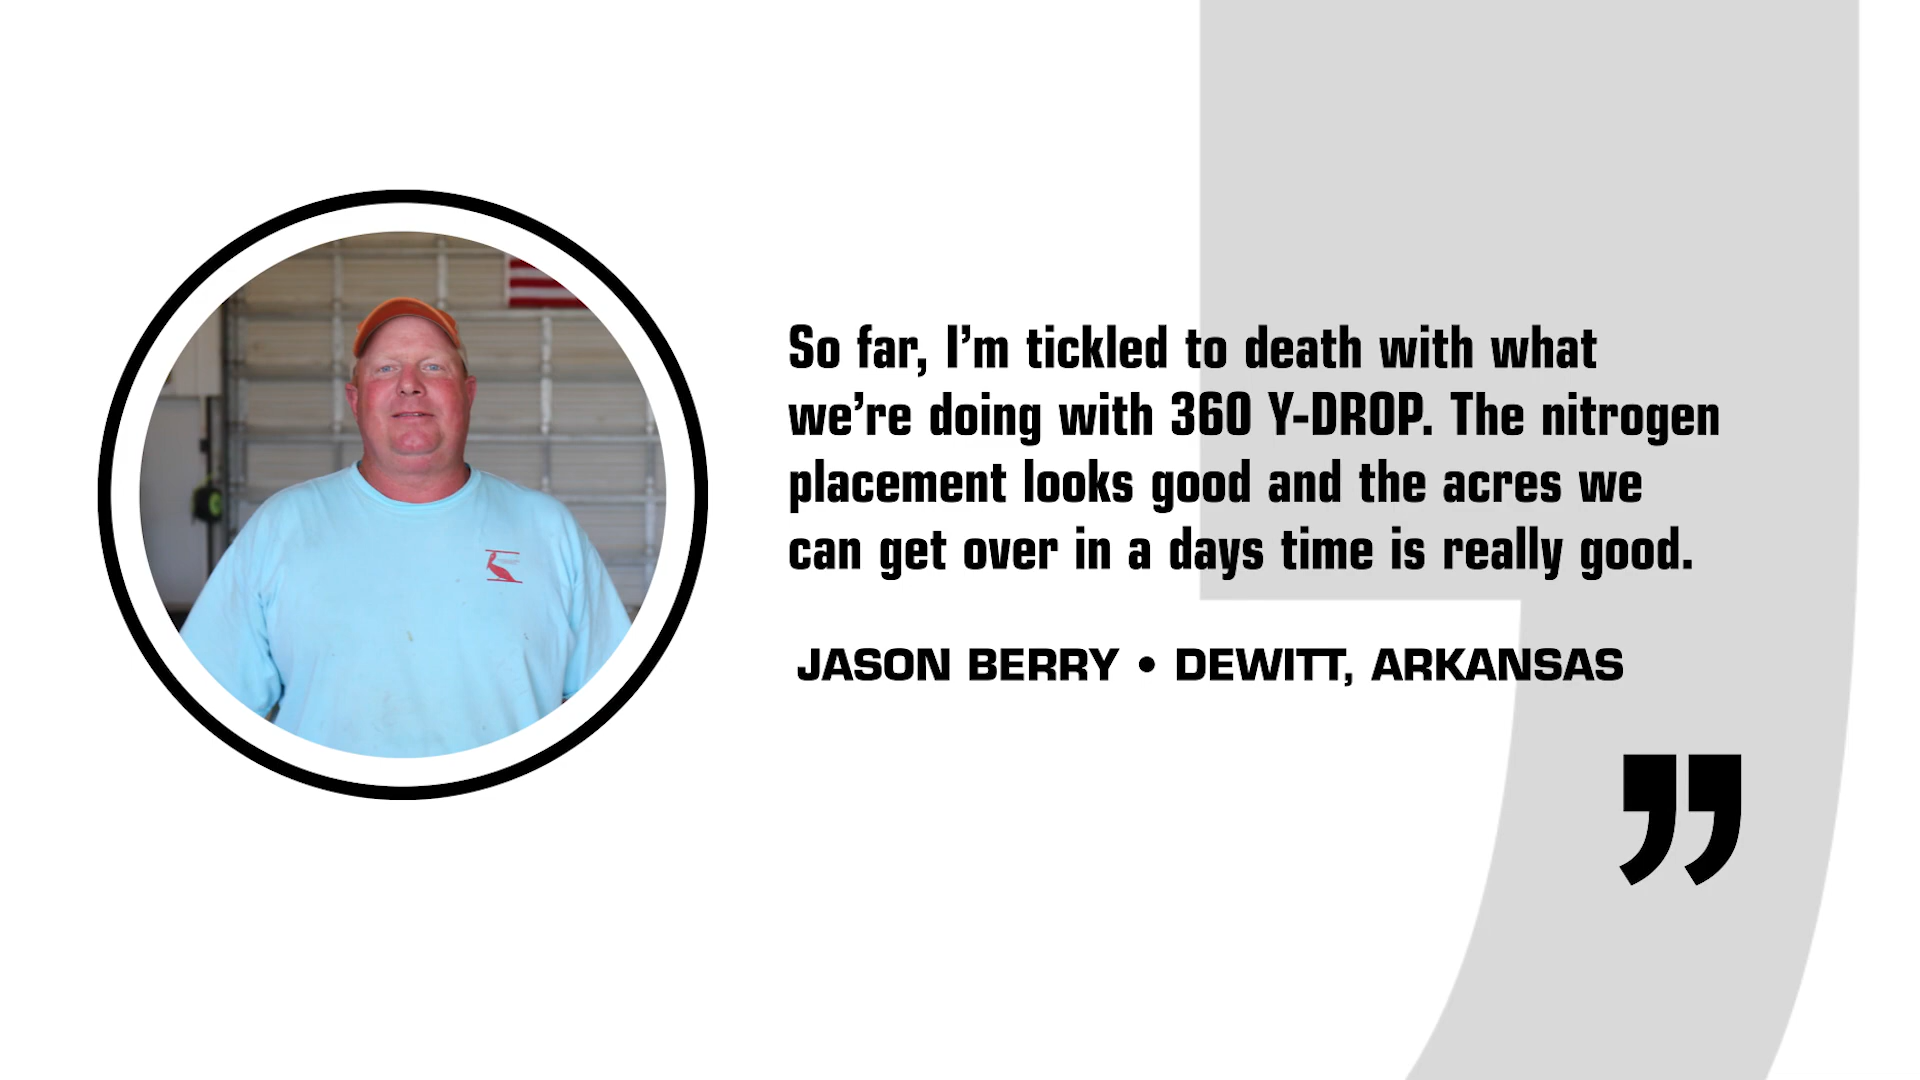 So far, I’m tickled to death with what
we’re doing with 360 Y-DROP. The nitrogen
placement looks good and the acres we
can get over in a days time is really good.
JASON BERRY • DEWITT, ARKANSAS
”